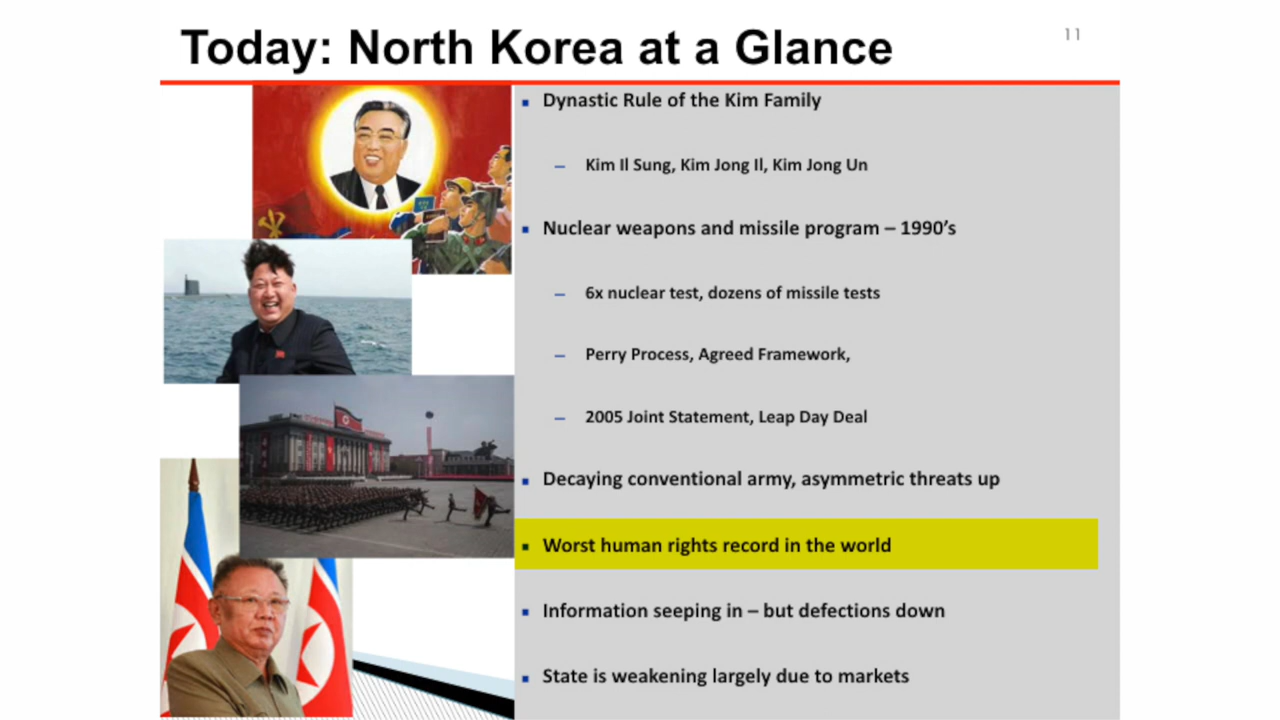 Today: North Korea at a Glance
11
▪ Dynastic Rule of the Kim Family
– Kim Il Sung, Kim Jong Il, Kim Jong Un
▪ Nuclear weapons and missile program – 1990’s
– 6x nuclear test, dozens of missile tests
– Perry Process, Agreed Framework,
– 2005 Joint Statement, Leap Day Deal
▪ Decaying conventional army, asymmetric threats up
▪ Worst human rights record in the world
▪ Information seeping in – but defections down
▪ State is weakening largely due to markets